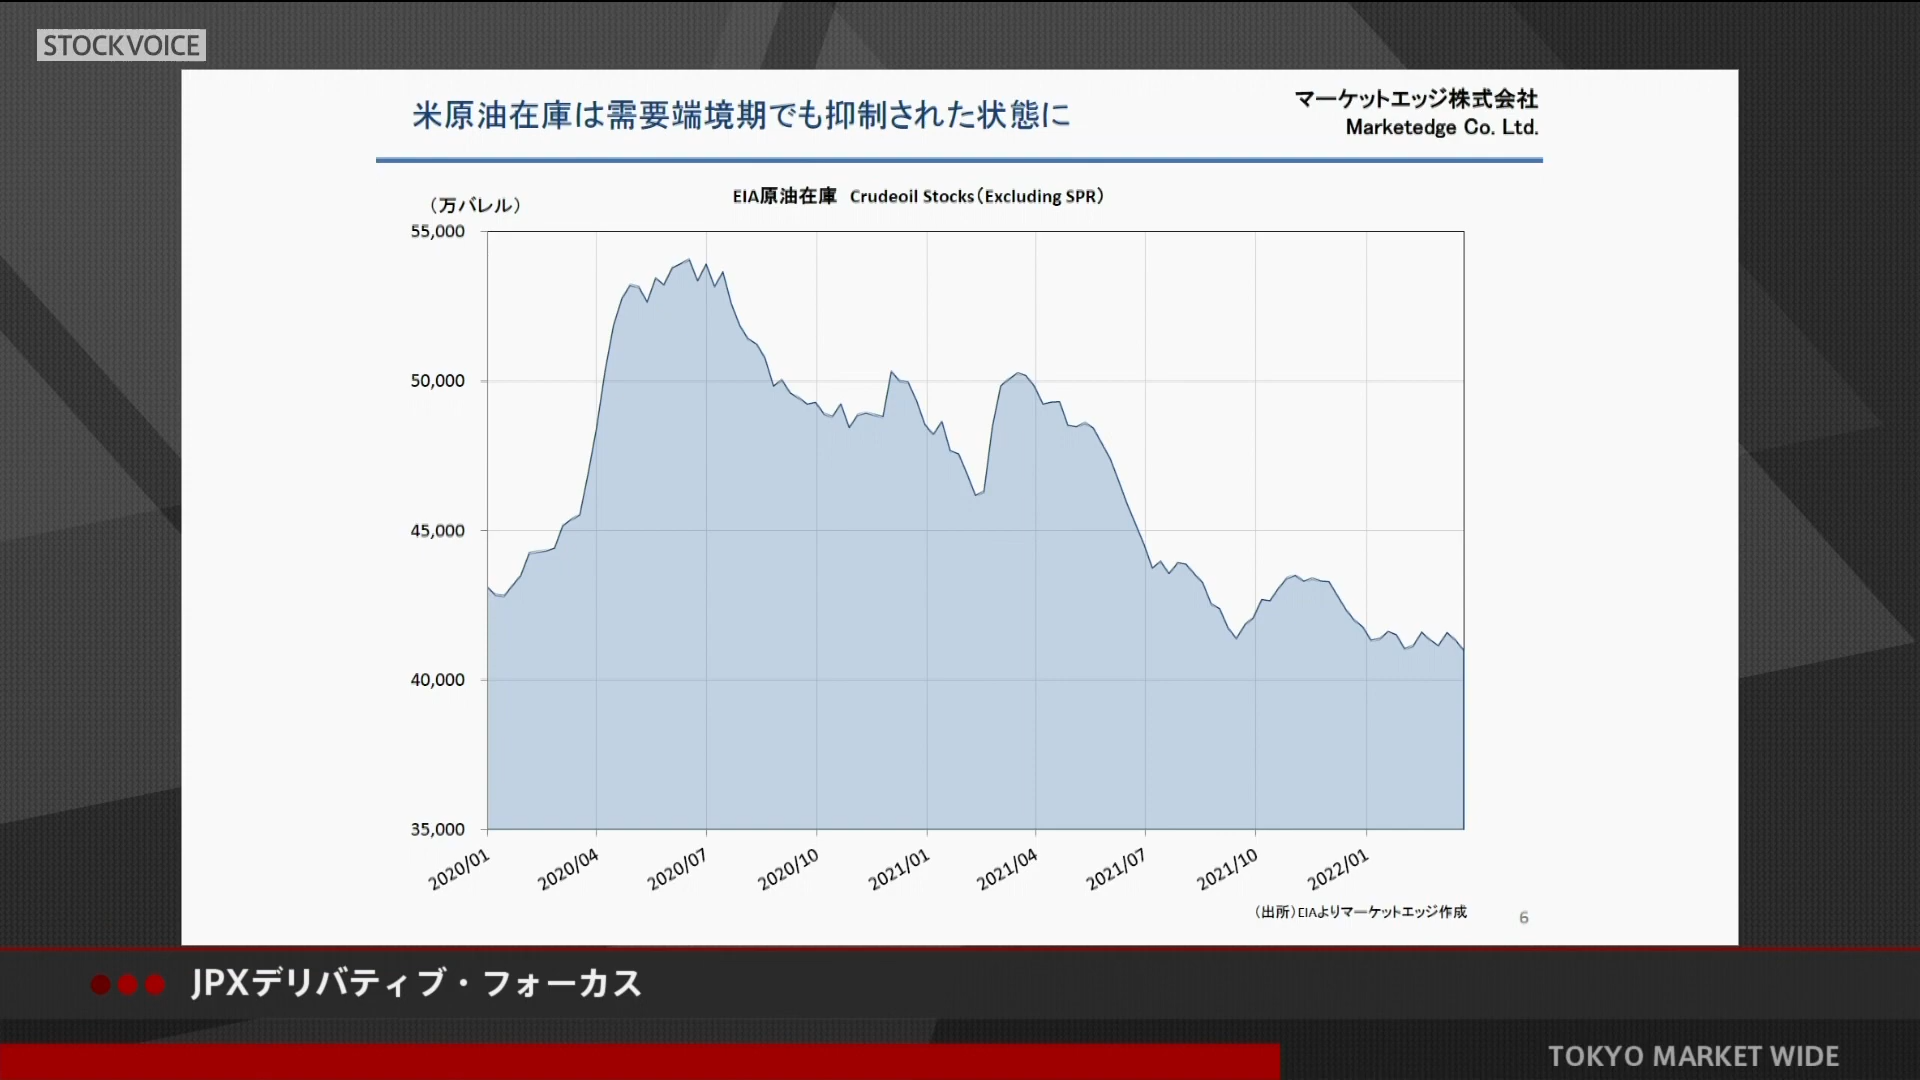 STOCKVOICE
米原油在庫は需要端境期でも抑制された状態に
マーケットエッジ株式会社
Marketedge Co. Ltd.
EIA原油在庫 Crudeoil Stocks(Excluding SPR)
(万バレル)
55,000
50,000
45,000
40,000
35,000
2020/01
2020/04
2020/07
2020/10
2021/01
2021/04
2021/07
2021/10
2022/01
(出所)EIAよりマーケットエッジ作成
6
JPXデリバティブ・フォーカス
TOKYO MARKET WIDE